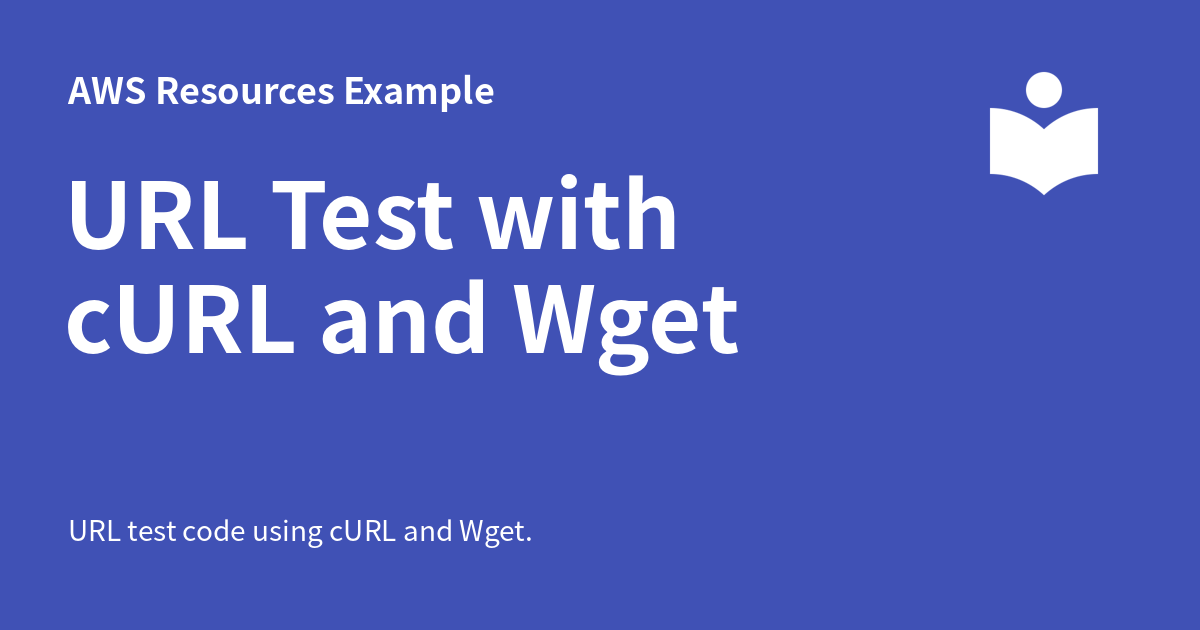 AWS Resources Example
URL Test with
cURL and Wget
URL test code using cURL and Wget.